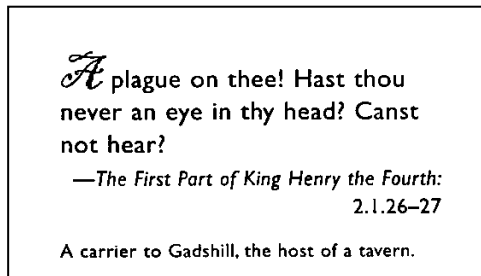 A plague on thee! Hast thou
never an eye in thy head? Canst
not hear?
—The First Part of King Henry the Fourth:
2.1.26–27
A carrier to Gadshill, the host of a tavern.